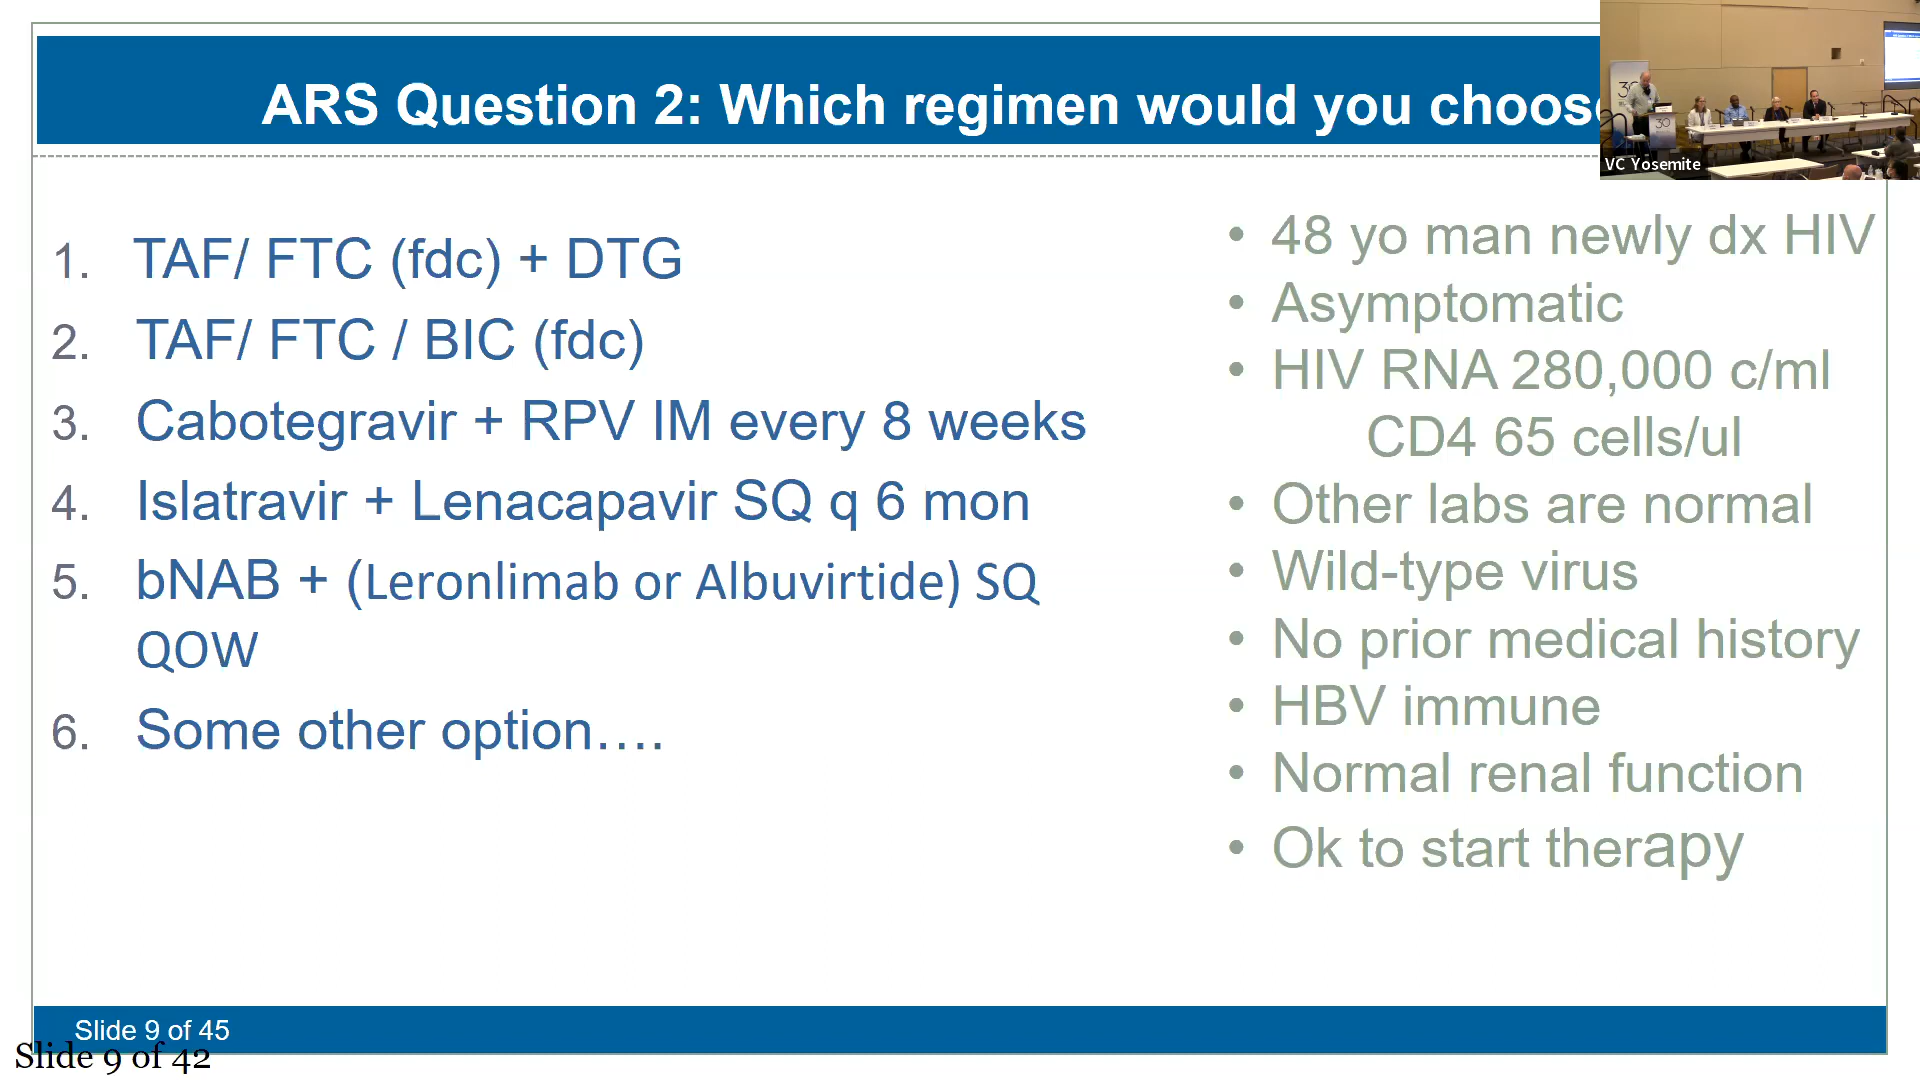 ARS Question 2: Which regimen would you choose
1. TAF/ FTC (fdc) + DTG
2. TAF/ FTC / BIC (fdc)
3. Cabotegravir + RPV IM every 8 weeks
4. Islatravir + Lenacapavir SQ q 6 mon
5. bNAB + (Leronlimab or Albuvirtide) SQ
QOW
6. Some other option….
• 48 yo man newly dx HIV
• Asymptomatic
• HIV RNA 280,000 c/ml
CD4 65 cells/ul
• Other labs are normal
• Wild-type virus
• No prior medical history
• HBV immune
• Normal renal function
• Ok to start therapy
VC Yosemite
30
30
Slide 9 of 45
Slide 9 of 42